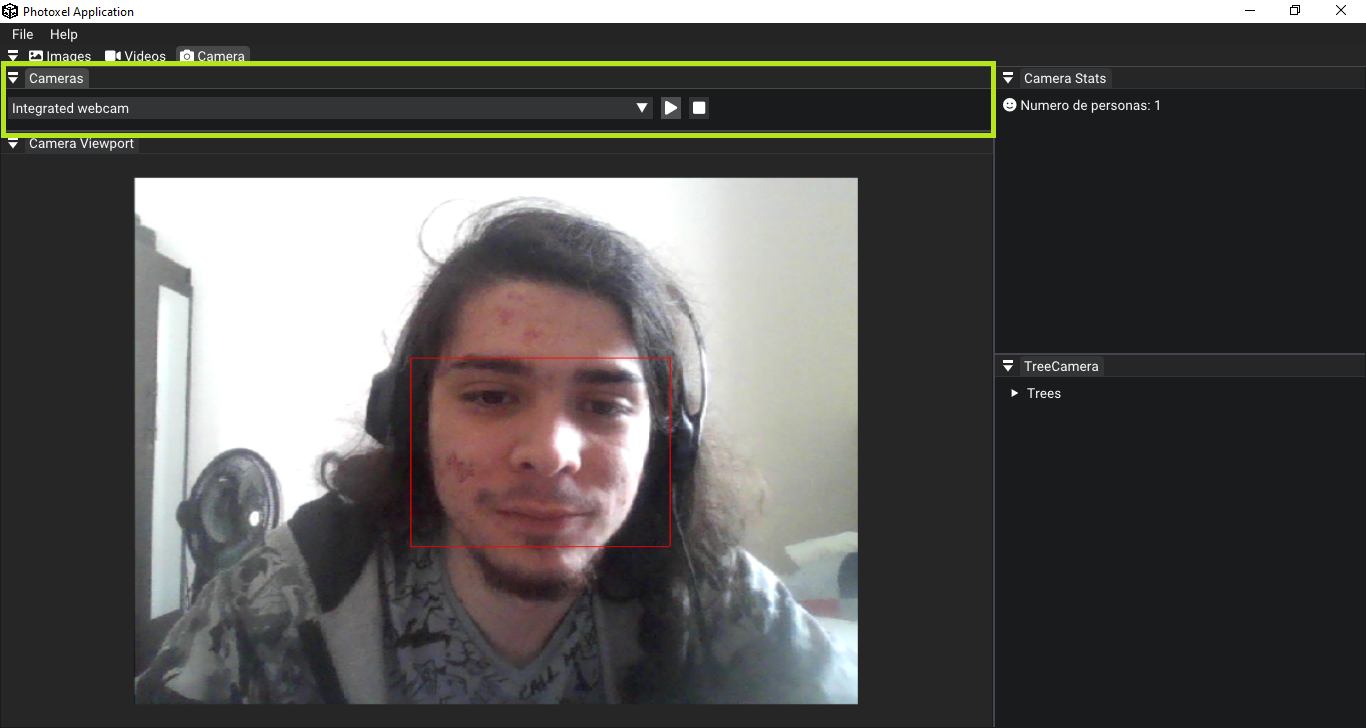 Photoxel Application
File Help
Images Videos Camera
Cameras
Integrated webcam
Camera Viewport
CALL
Camera Stats
Numero de personas: 1
TreeCamera
Trees